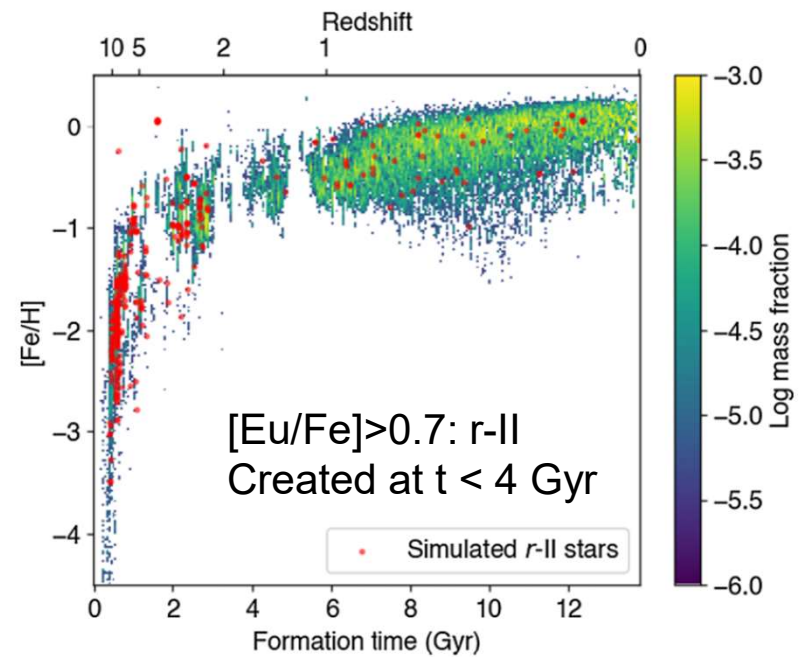 Redshift
10 5 2 1 0
0
−1
−2
−3
−4
[Fe/H]
[Eu/Fe]>0.7: r-II
Created at t < 4 Gyr
Simulated r-II stars
0 2 4 6 8 10 12
Formation time (Gyr)
−3.0
−3.5
−4.0
−4.5
−5.0
−5.5
−6.0
Log mass fraction